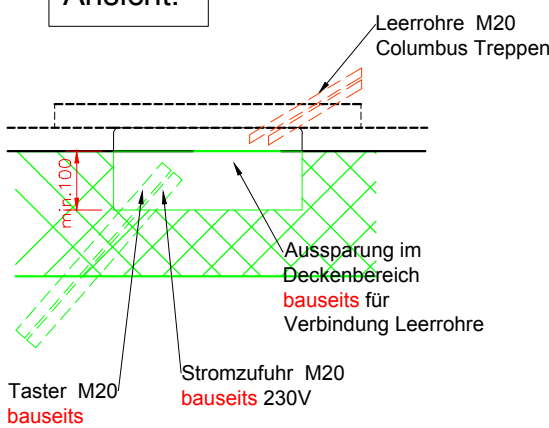 Ansicht:
Leerrohre M20
Columbus Treppen
min.100
Aussparung im
Deckenbereich
bauseits für
Verbindung Leerrohre
Stromzufuhr M20
bauseits 230V
Taster M20
bauseits